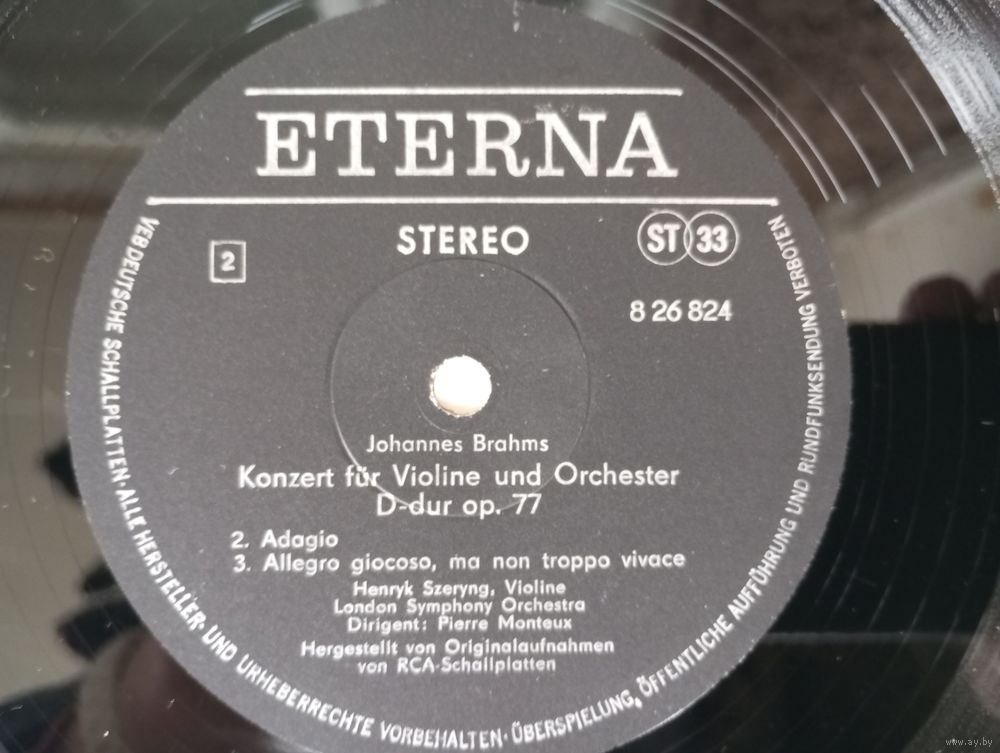 ETERNA
STEREO
2
ST 33
8 26 824
Johannes Brahms
Konzert für Violine und Orchester
D-dur op. 77
2. Adagio
3. Allegro giocoso, ma non troppo vivace
Henryk Szeryng, Violine
London Symphony Orchestra
Dirigent: Pierre Monteux
Hergestellt von Originalaufnahmen
von RCA-Schallplatten
VEB DEUTSCHE SCHALLPLATTEN · ALLE HERSTELLER- UND URHEBERRECHTE VORBEHALTEN · ÜBERSPIELUNG, ÖFFENTLICHE AUFFÜHRUNG UND RUNDFUNKSENDUNG VERBOTEN
www.ay.by